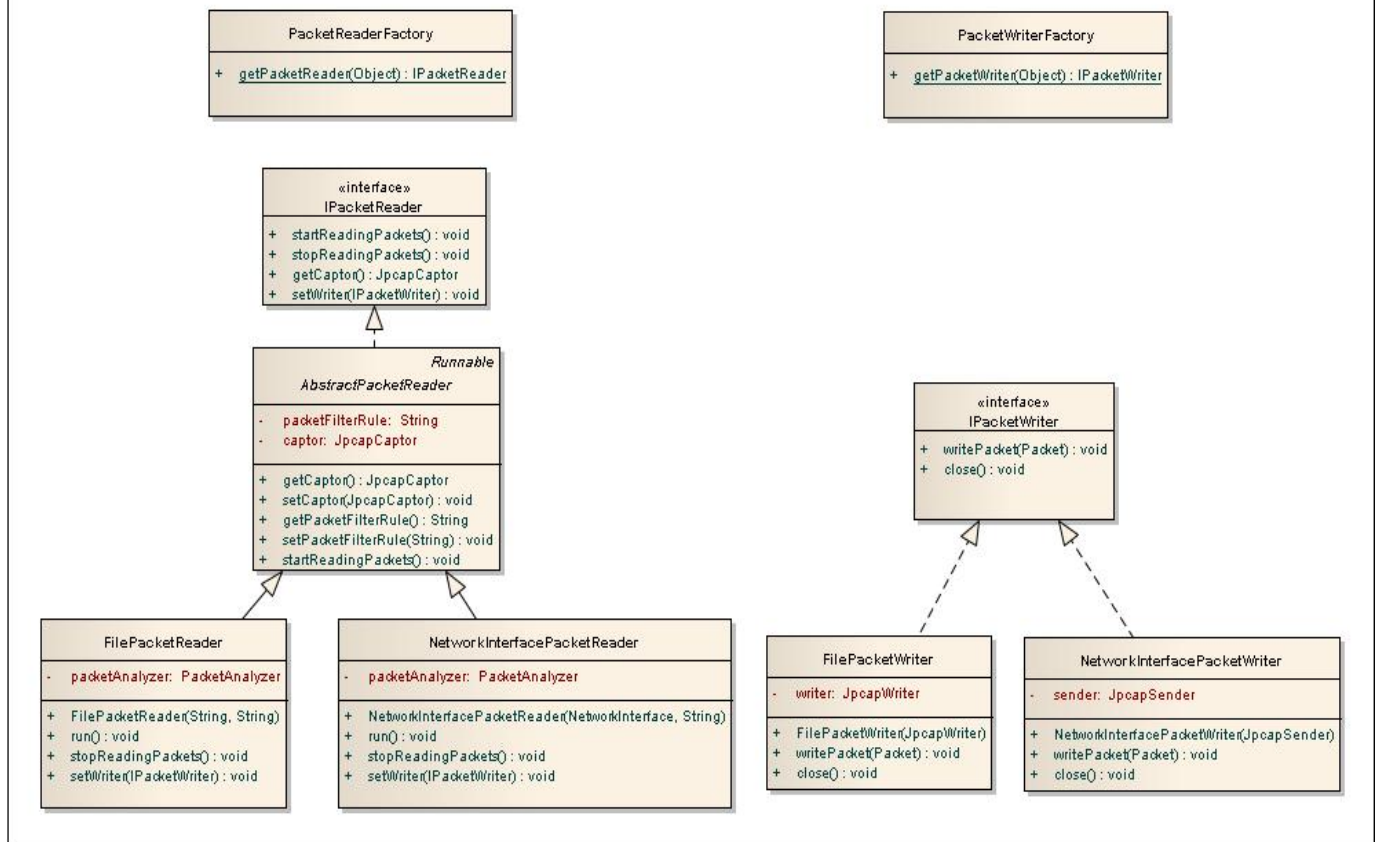 PacketReaderFactory
+ getPacketReader(Object) : IPacketReader
PacketWriterFactory
+ getPacketWriter(Object) : IPacketWriter
«interface»
IPacketReader
+ startReadingPackets() : void
+ stopReadingPackets() : void
+ getCaptor() : JpcapCaptor
+ setWriter(IPacketWriter) : void
Runnable
AbstractPacketReader
- packetFilterRule: String
- captor: JpcapCaptor
+ getCaptor() : JpcapCaptor
+ setCaptor(JpcapCaptor) : void
+ getPacketFilterRule() : String
+ setPacketFilterRule(String) : void
+ startReadingPackets() : void
«interface»
IPacketWriter
+ writePacket(Packet) : void
+ close() : void
FilePacketReader
- packetAnalyzer: PacketAnalyzer
+ FilePacketReader(String, String)
+ run() : void
+ stopReadingPackets() : void
+ setWriter(IPacketWriter) : void
NetworkInterfacePacketReader
- packetAnalyzer: PacketAnalyzer
+ NetworkInterfacePacketReader(NetworkInterface, String)
+ run() : void
+ stopReadingPackets() : void
+ setWriter(IPacketWriter) : void
FilePacketWriter
- writer: JpcapWriter
+ FilePacketWriter(JpcapWriter)
+ writePacket(Packet) : void
+ close() : void
NetworkInterfacePacketWriter
- sender: JpcapSender
+ NetworkInterfacePacketWriter(JpcapSender)
+ writePacket(Packet) : void
+ close() : void